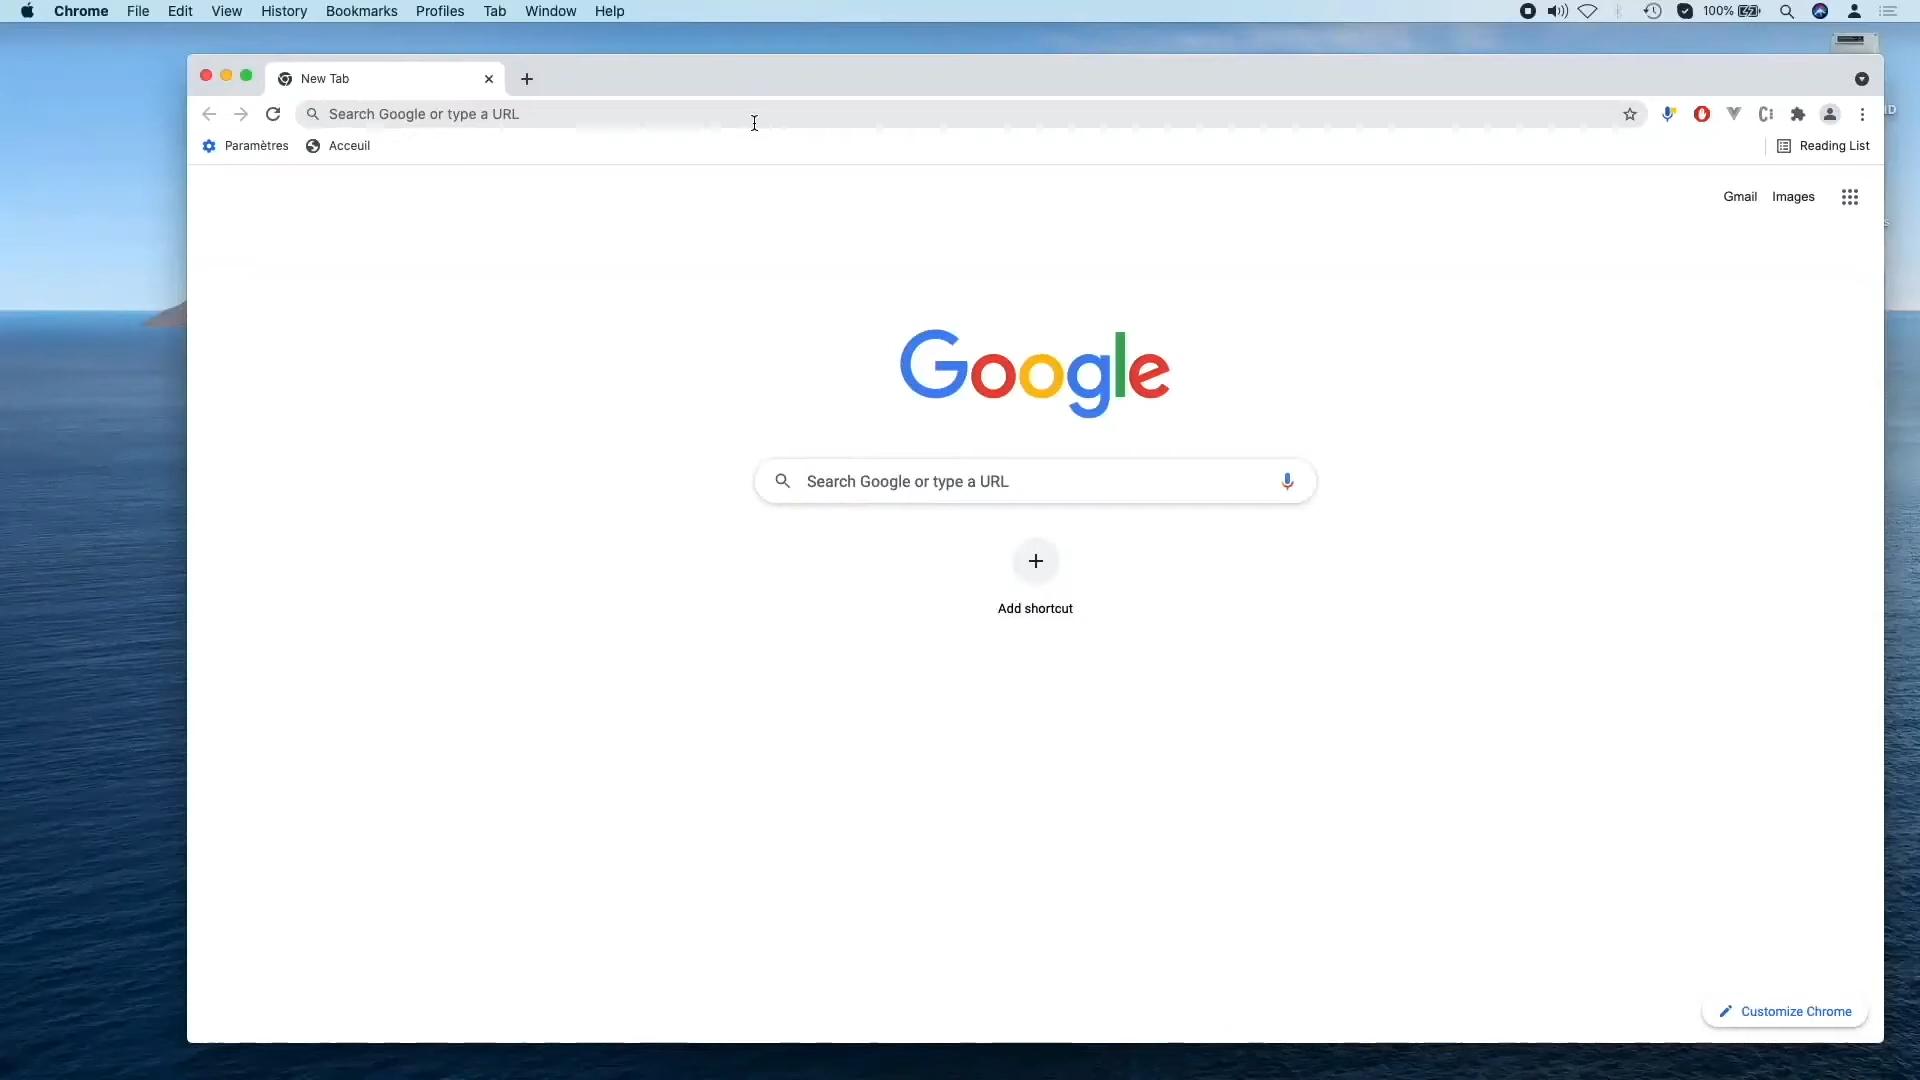 Chrome File Edit View History Bookmarks Profiles Tab Window Help 100%
New Tab
Search Google or type a URL
Paramètres Acceuil Reading List
Gmail Images
Google
Search Google or type a URL
Add shortcut
Customize Chrome